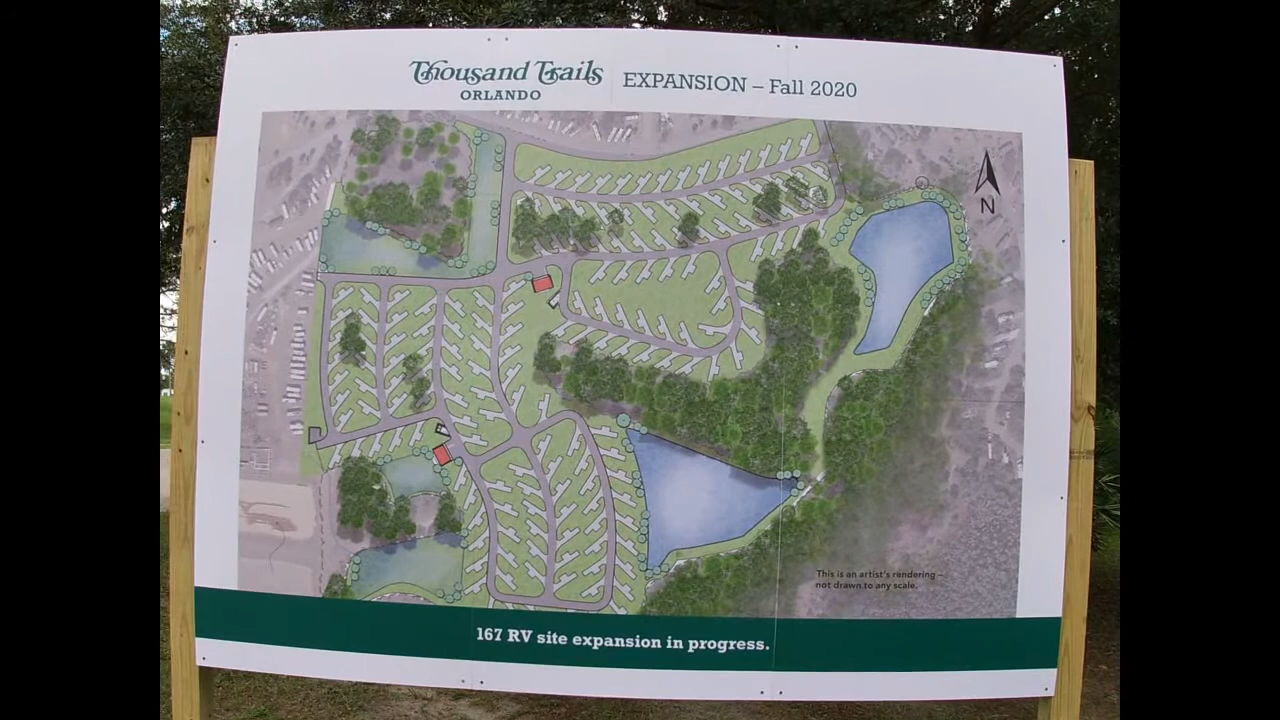 Thousand Trails
ORLANDO
EXPANSION – Fall 2020
N
This is an artist's rendering –
not drawn to any scale.
167 RV site expansion in progress.